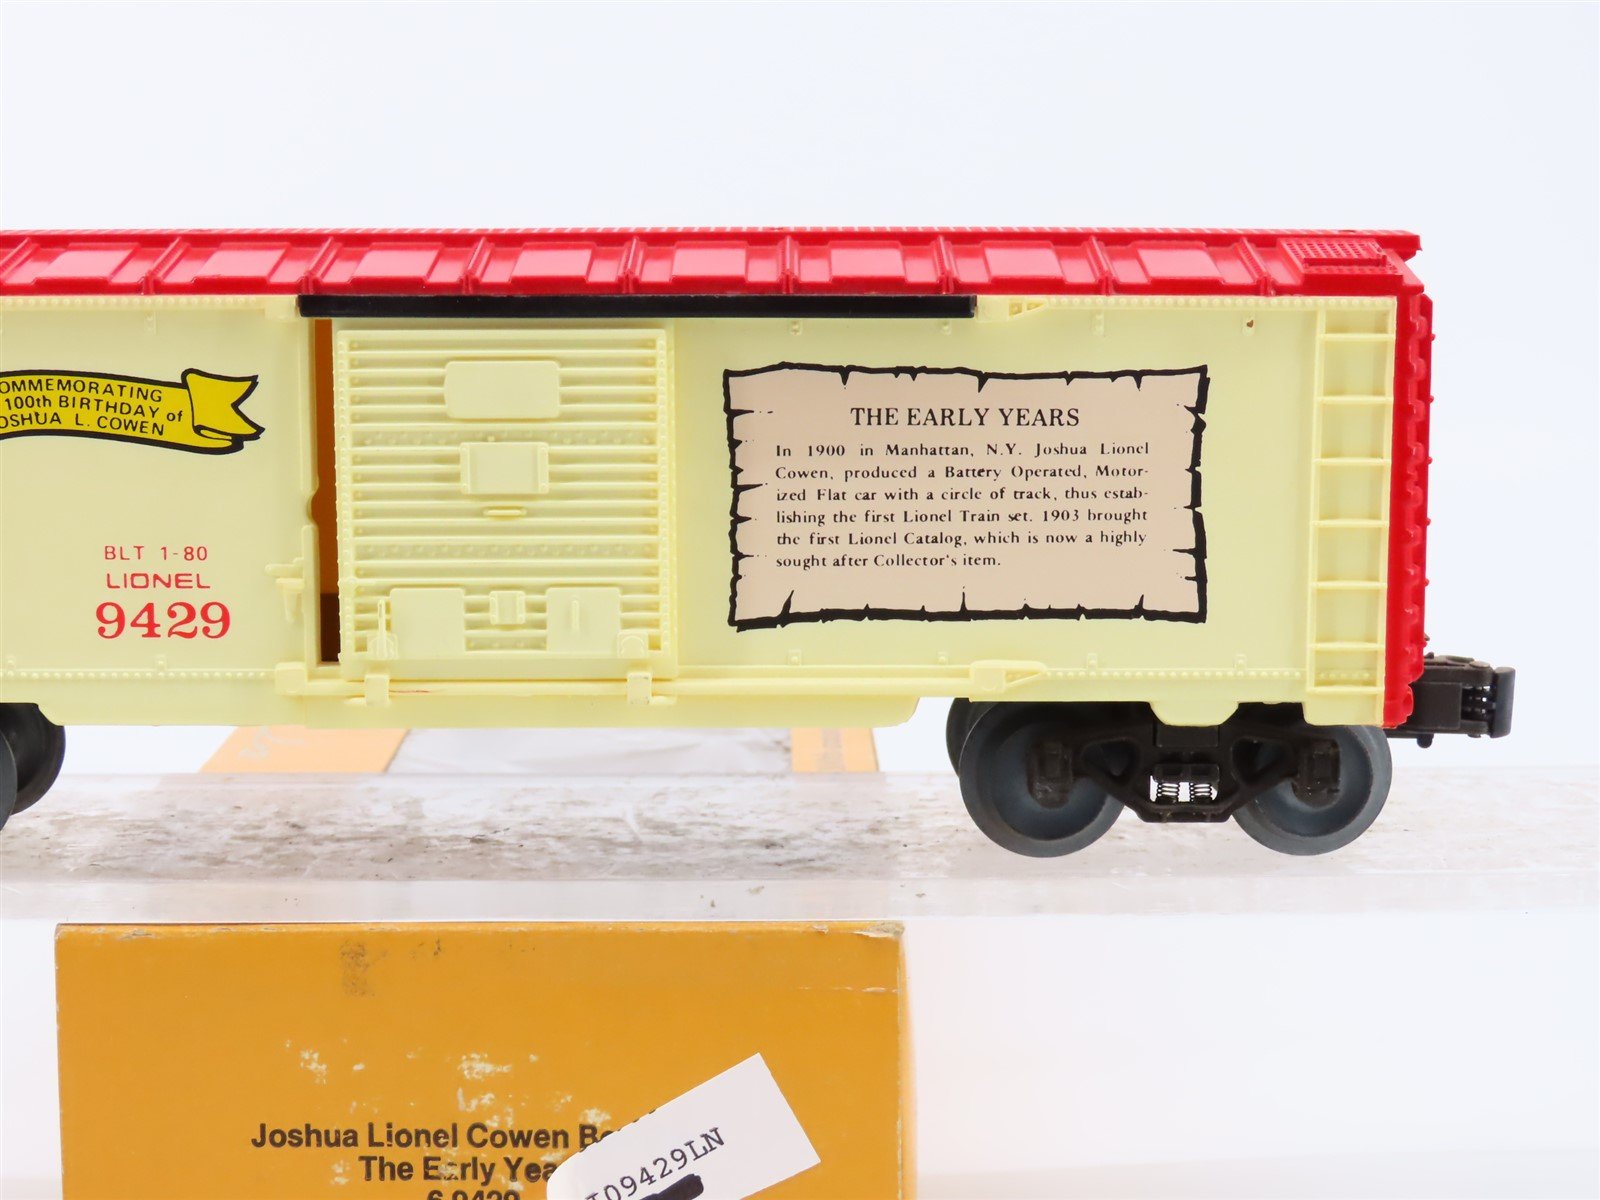 COMMEMORATING
100th BIRTHDAY of
JOSHUA L. COWEN
BLT 1-80
LIONEL
9429
THE EARLY YEARS
In 1900 in Manhattan, N.Y. Joshua Lionel
Cowen, produced a Battery Operated, Motor-
ized Flat car with a circle of track, thus estab-
lishing the first Lionel Train set. 1903 brought
the first Lionel Catalog, which is now a highly
sought after Collector's item.
Joshua Lionel Cowen
The Early
6-9429
109429LN